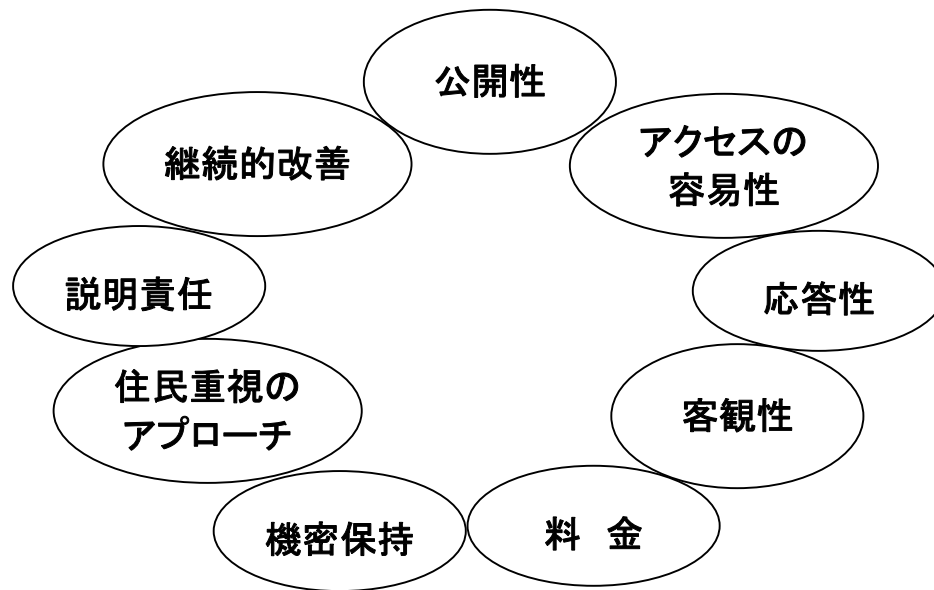 公開性
アクセスの
容易性
応答性
客観性
料　金
機密保持
住民重視の
アプローチ
説明責任
継続的改善